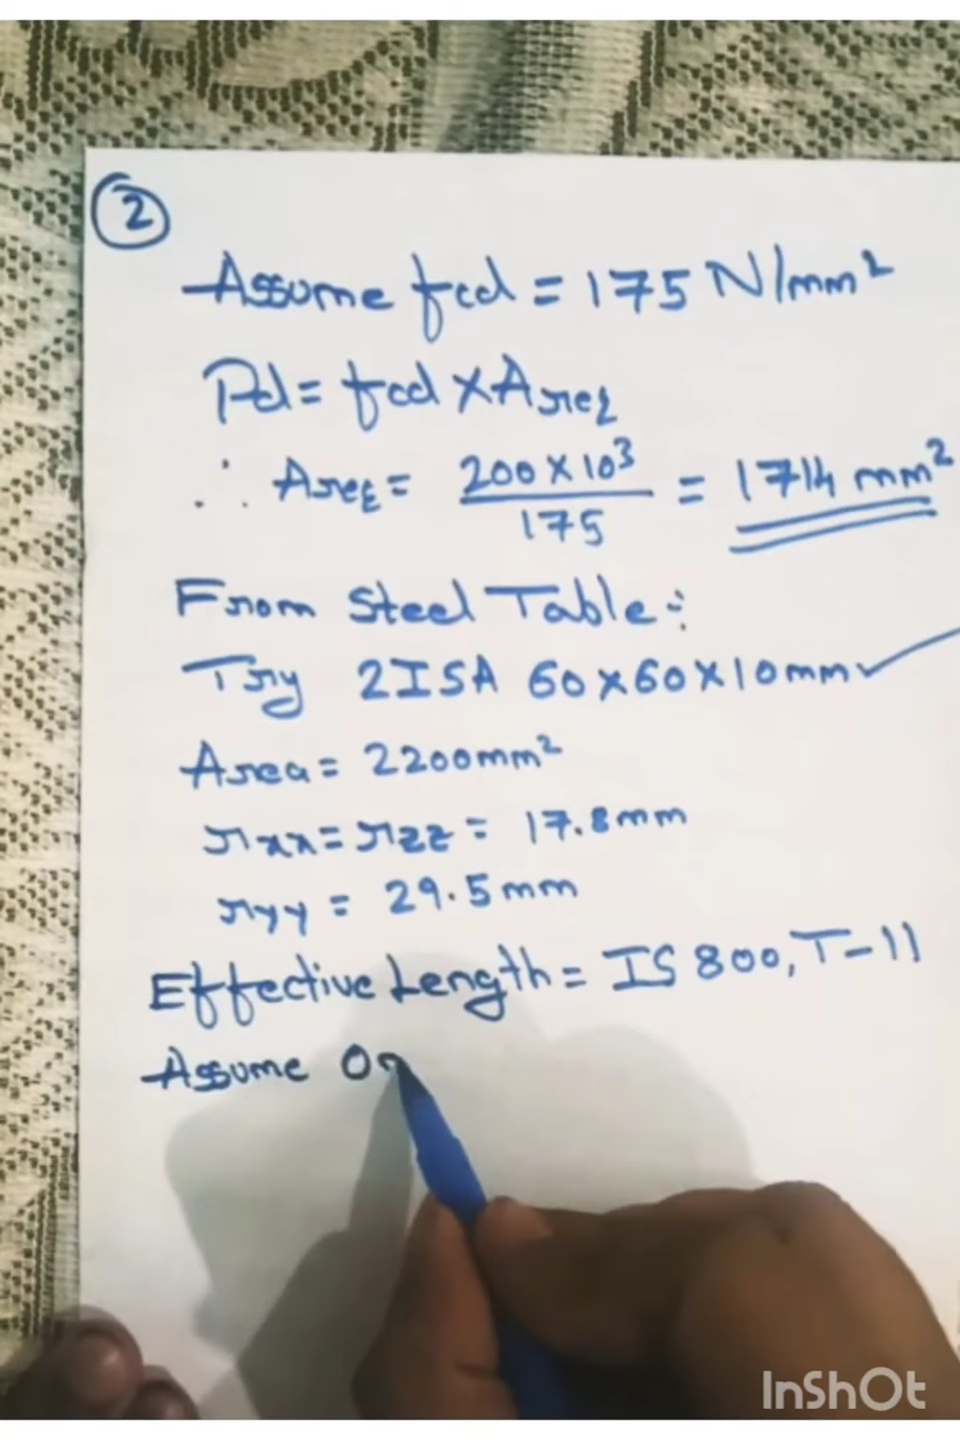 2
Assume fcd = 175 N/mm²
Pd = fcd × Areq
∴ Areq = 200 × 10³ / 175 = 1714 mm²
From Steel Table :
Try 2ISA 60×60×10mm ✓
Area = 2200mm²
rxx = rzz = 17.8mm
ryy = 29.5mm
Effective Length = IS 800, T-11
Assume
InShOt